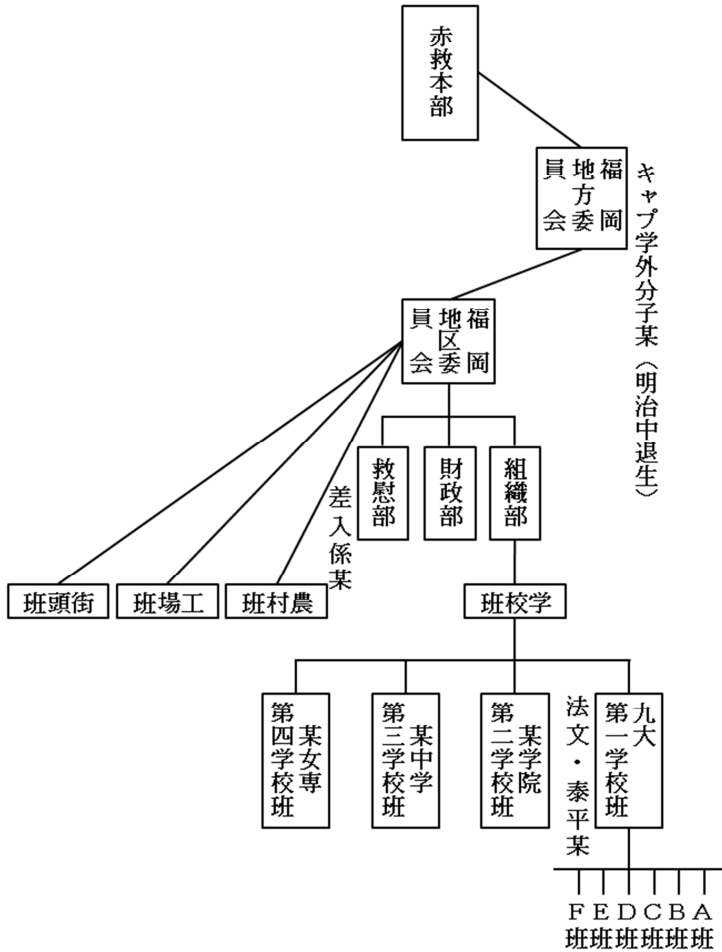 赤救本部
福岡
地方委
員会
キャプ学外分子某（明治中退生）
福岡
地区委
員会
組織部
財政部
救慰部
差入係某
学校班
農村班
工場班
街頭班
九大
第一学校班
法文・泰平某
某学院
第二学校班
某中学
第三学校班
某女専
第四学校班
A班
B班
C班
D班
E班
F班